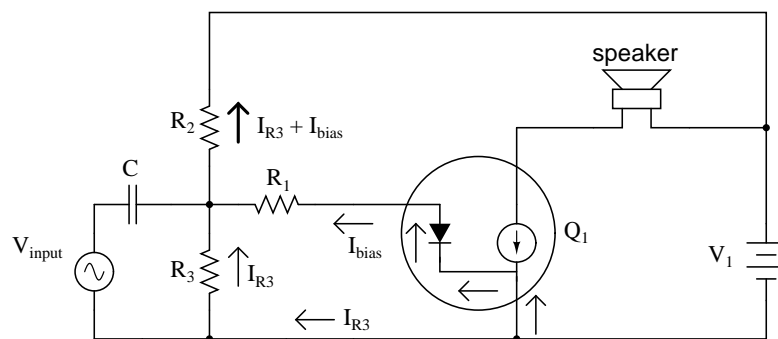 speaker
R2
IR3 + Ibias
C
R1
Vinput
Ibias
Q1
V1
R3
IR3
IR3